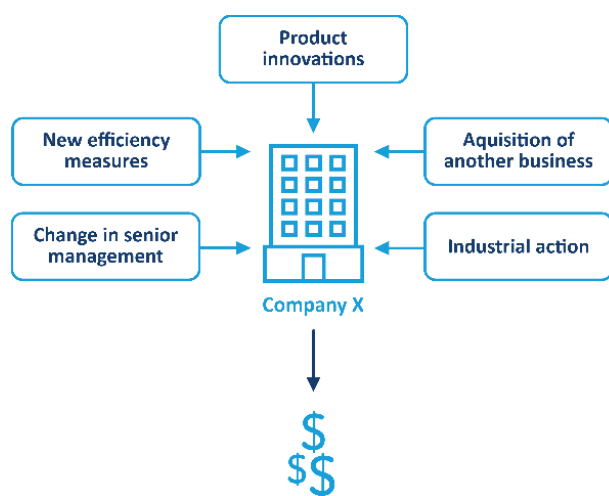 Product
innovations
New efficiency
measures
Aquisition of
another business
Change in senior
management
Industrial action
Company X
$
$$